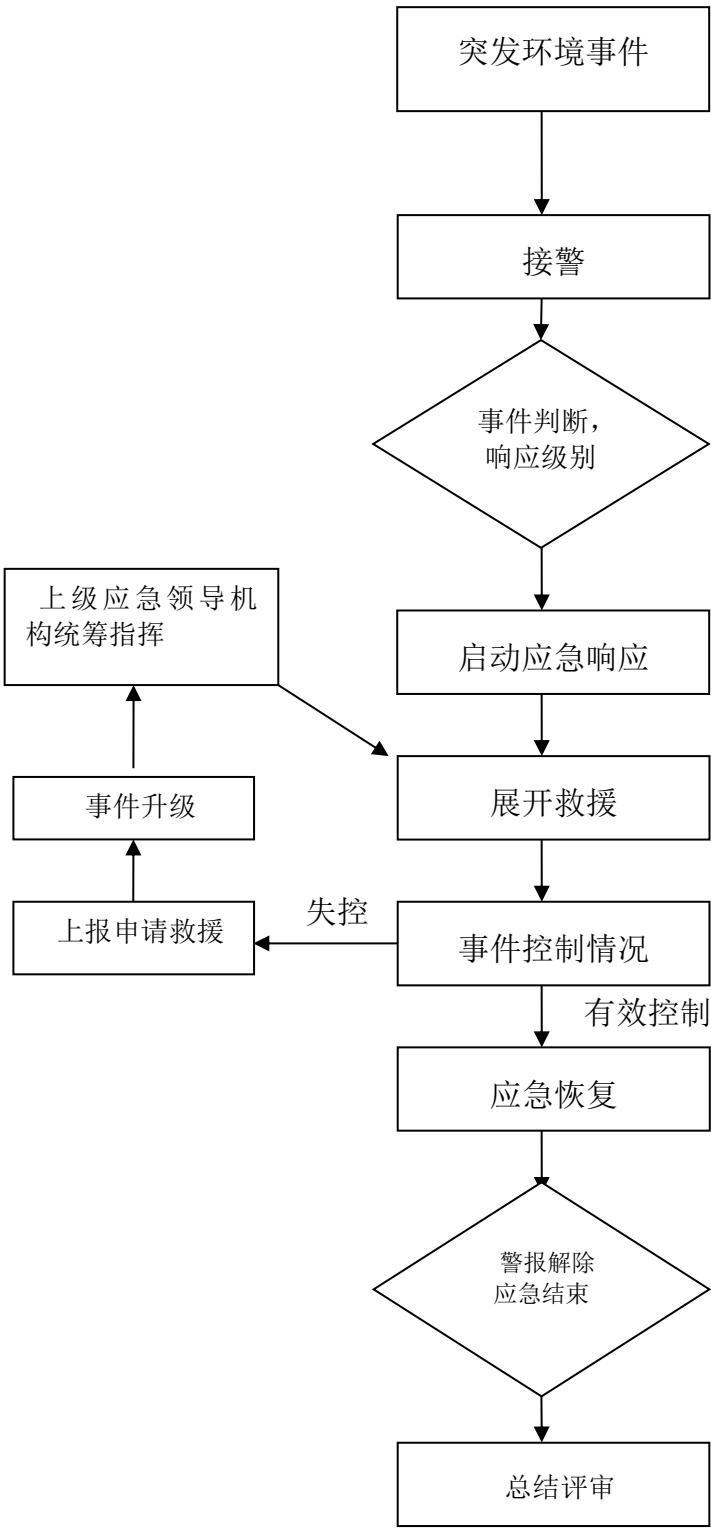 突发环境事件
接警
事件判断，
响应级别
上级应急领导机
构统筹指挥
启动应急响应
事件升级
展开救援
上报申请救援
失控
事件控制情况
有效控制
应急恢复
警报解除
应急结束
总结评审